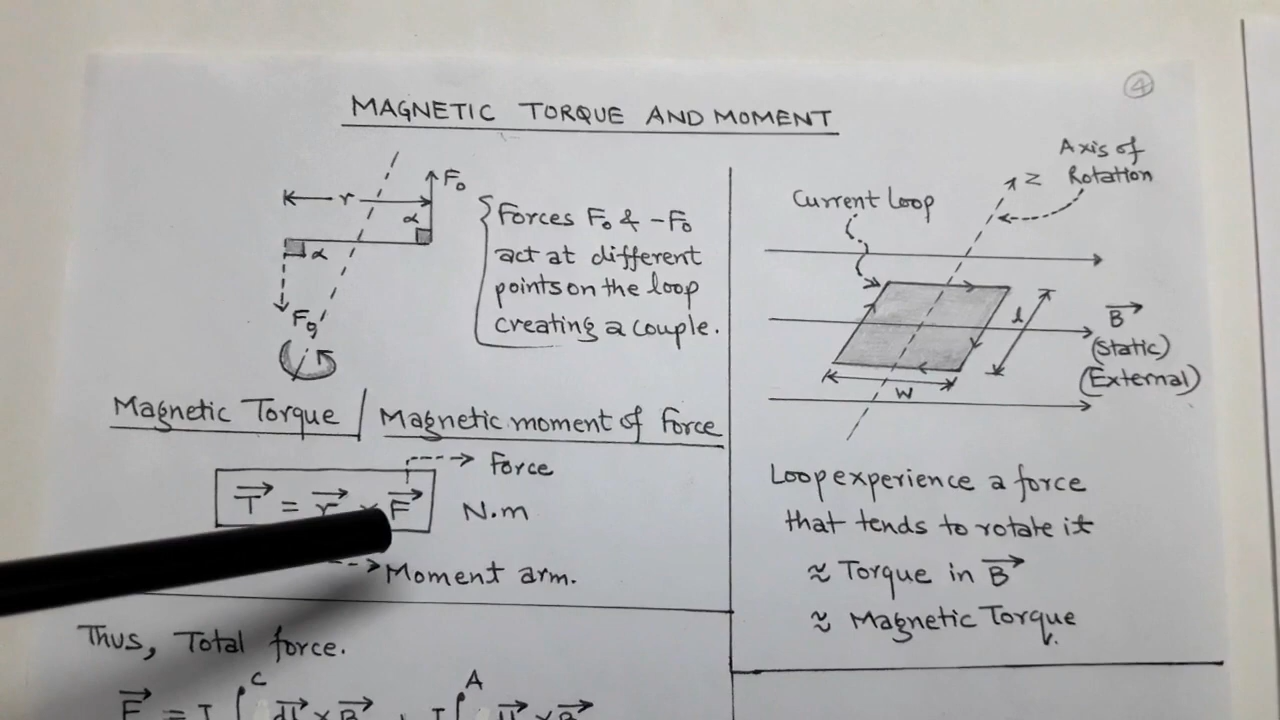 ④
MAGNETIC TORQUE AND MOMENT
r
F₀
α
α
F₀
Forces F₀ & -F₀
act at different
points on the loop
creating a couple.
Magnetic Torque / Magnetic moment of Force
Force
T⃗ = r⃗ × F⃗ N.m
Moment arm.
Thus, Total force.
C A
Axis of
Rotation
Z
Current Loop
B⃗
(Static)
(External)
l
W
Loop experience a force
that tends to rotate it
≈ Torque in B⃗
≈ Magnetic Torque.